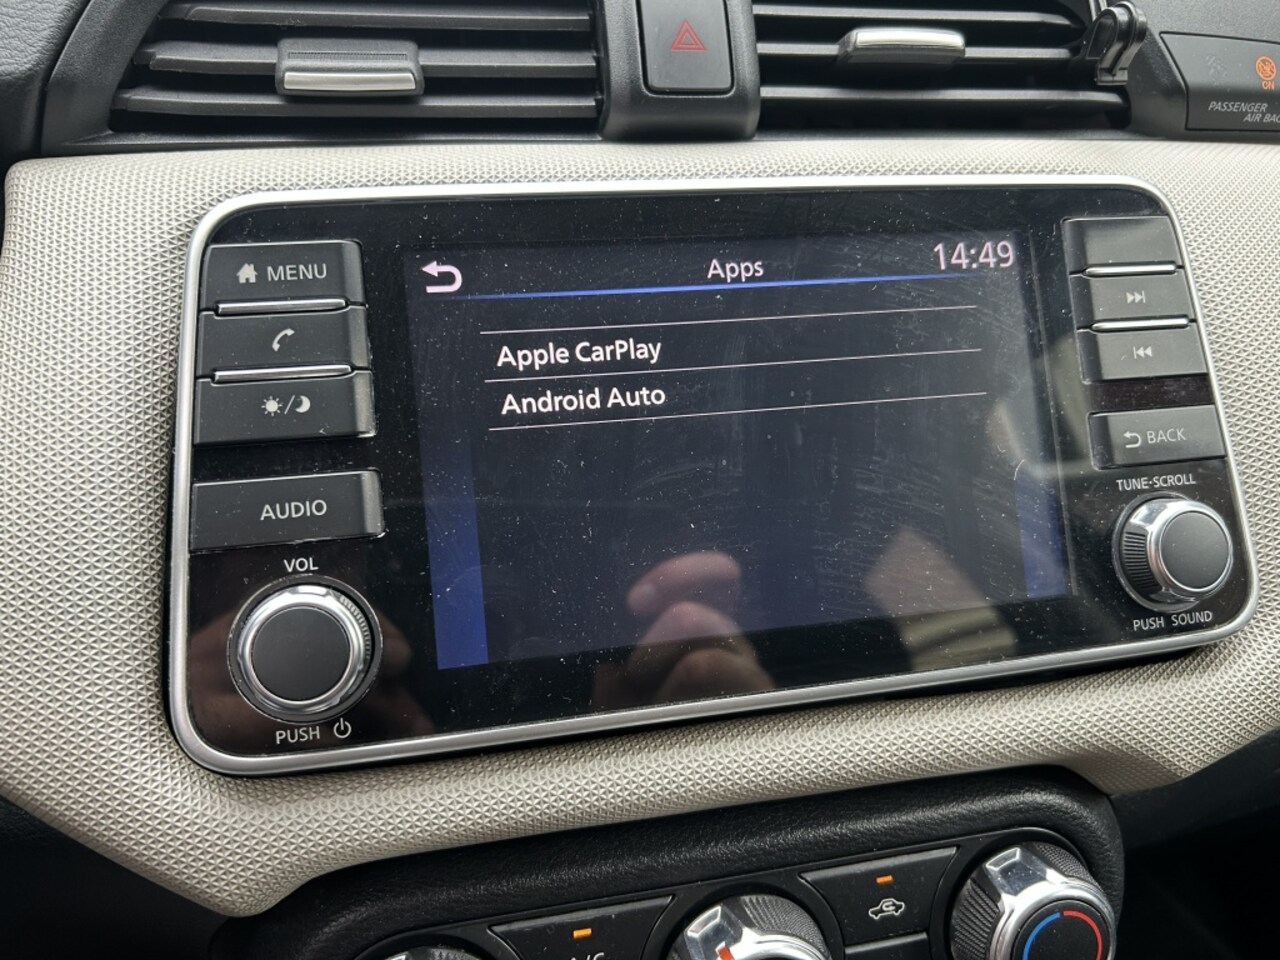 ON
PASSENGER
AIR BAG
MENU
Apps
14:49
Apple CarPlay
Android Auto
BACK
TUNE·SCROLL
AUDIO
VOL
PUSH SOUND
PUSH
A/C